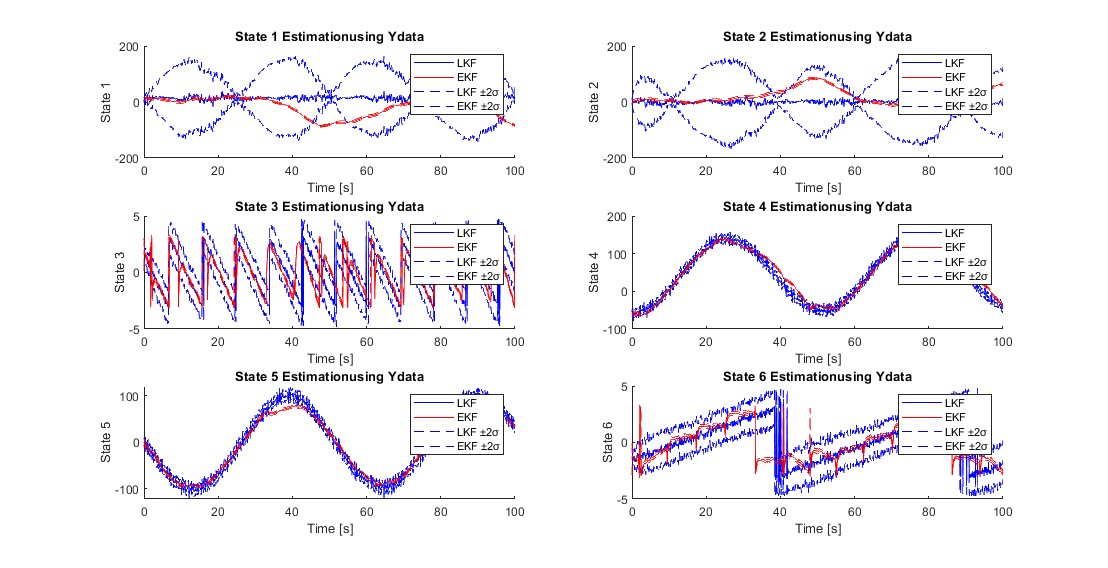 State 1 Estimationusing Ydata
State 1
200
0
-200
LKF
EKF
LKF ±2σ
EKF ±2σ
0 20 40 60 80 100
Time [s]
State 2 Estimationusing Ydata
State 2
200
0
-200
LKF
EKF
LKF ±2σ
EKF ±2σ
0 20 40 60 80 100
Time [s]
State 3 Estimationusing Ydata
State 3
5
0
-5
LKF
EKF
LKF ±2σ
EKF ±2σ
0 20 40 60 80 100
Time [s]
State 4 Estimationusing Ydata
State 4
200
100
0
-100
LKF
EKF
LKF ±2σ
EKF ±2σ
0 20 40 60 80 100
Time [s]
State 5 Estimationusing Ydata
State 5
100
0
-100
LKF
EKF
LKF ±2σ
EKF ±2σ
0 20 40 60 80 100
Time [s]
State 6 Estimationusing Ydata
State 6
5
0
-5
LKF
EKF
LKF ±2σ
EKF ±2σ
0 20 40 60 80 100
Time [s]